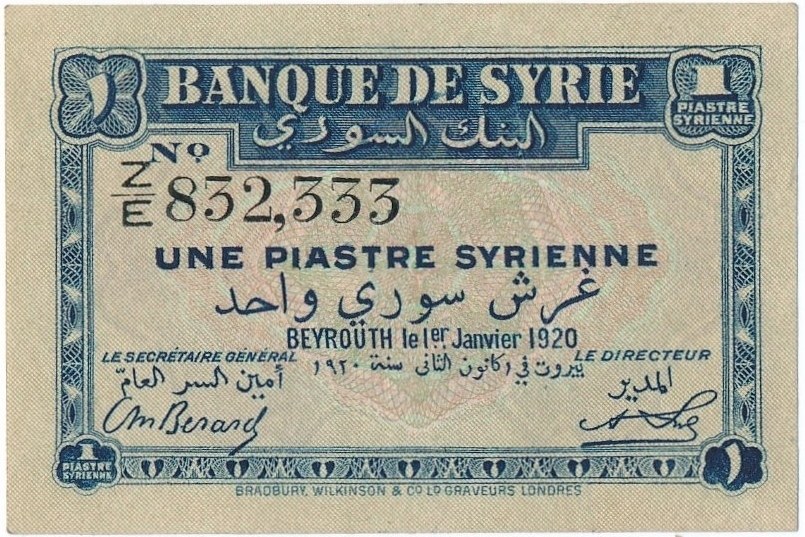 ١
BANQUE DE SYRIE
1
PIASTRE
SYRIENNE
البنك السوري
Nº
Z/E 832,333
UNE PIASTRE SYRIENNE
غرش سوري واحد
BEYROUTH le 1er Janvier 1920
بيروت في ١ كانون الثاني سنة ١٩٢٠
LE SECRÉTAIRE GÉNÉRAL
LE DIRECTEUR
أمين السر العام
المدير
1
PIASTRE
SYRIENNE
١
BRADBURY, WILKINSON & Cº Lº GRAVEURS LONDRES